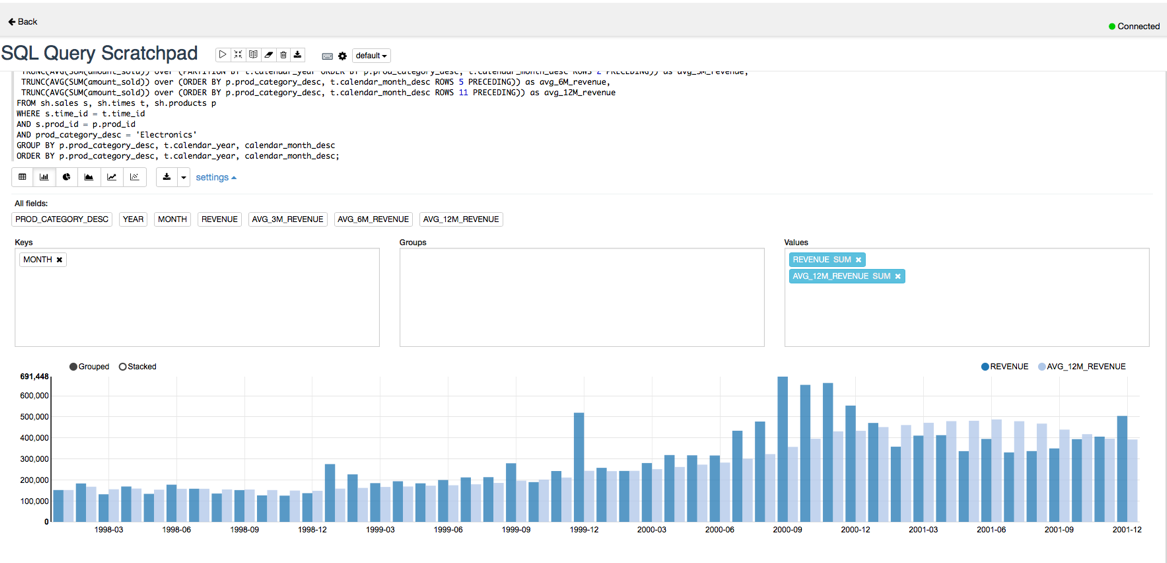 Back
Connected
SQL Query Scratchpad
default
TRUNC(AVG(SUM(amount_sold)) over (PARTITION BY t.calendar_year ORDER BY p.prod_category_desc, t.calendar_month_desc ROWS 2 PRECEDING)) as avg_3M_revenue,
TRUNC(AVG(SUM(amount_sold)) over (ORDER BY p.prod_category_desc, t.calendar_month_desc ROWS 5 PRECEDING)) as avg_6M_revenue,
TRUNC(AVG(SUM(amount_sold)) over (ORDER BY p.prod_category_desc, t.calendar_month_desc ROWS 11 PRECEDING)) as avg_12M_revenue
FROM sh.sales s, sh.times t, sh.products p
WHERE s.time_id = t.time_id
AND s.prod_id = p.prod_id
AND prod_category_desc = 'Electronics'
GROUP BY p.prod_category_desc, t.calendar_year, calendar_month_desc
ORDER BY p.prod_category_desc, t.calendar_year, calendar_month_desc;
settings
All fields:
PROD_CATEGORY_DESC YEAR MONTH REVENUE AVG_3M_REVENUE AVG_6M_REVENUE AVG_12M_REVENUE
Keys Groups Values
MONTH REVENUE SUM
AVG_12M_REVENUE SUM
Grouped Stacked REVENUE AVG_12M_REVENUE
691,448
600,000
500,000
400,000
300,000
200,000
100,000
0
1998-03 1998-06 1998-09 1998-12 1999-03 1999-06 1999-09 1999-12 2000-03 2000-06 2000-09 2000-12 2001-03 2001-06 2001-09 2001-12